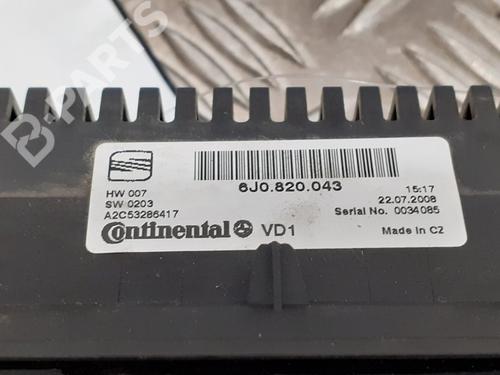 B-PARTS
6J0.820.043
HW 007
SW 0203
A2C53286417
15:17
22.07.2008
Serial No. 0034085
Continental VD1
Made in CZ